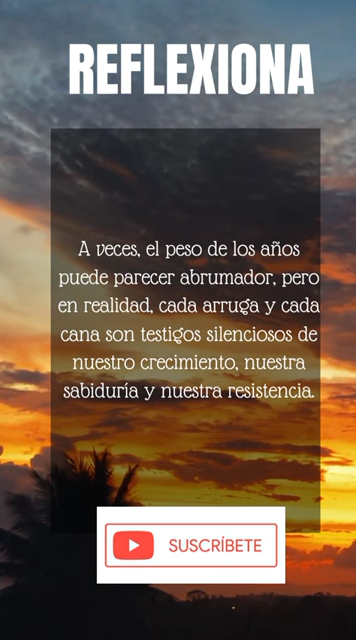 REFLEXIONA
A veces, el peso de los años
puede parecer abrumador, pero
en realidad, cada arruga y cada
cana son testigos silenciosos de
nuestro crecimiento, nuestra
sabiduría y nuestra resistencia.
SUSCRÍBETE